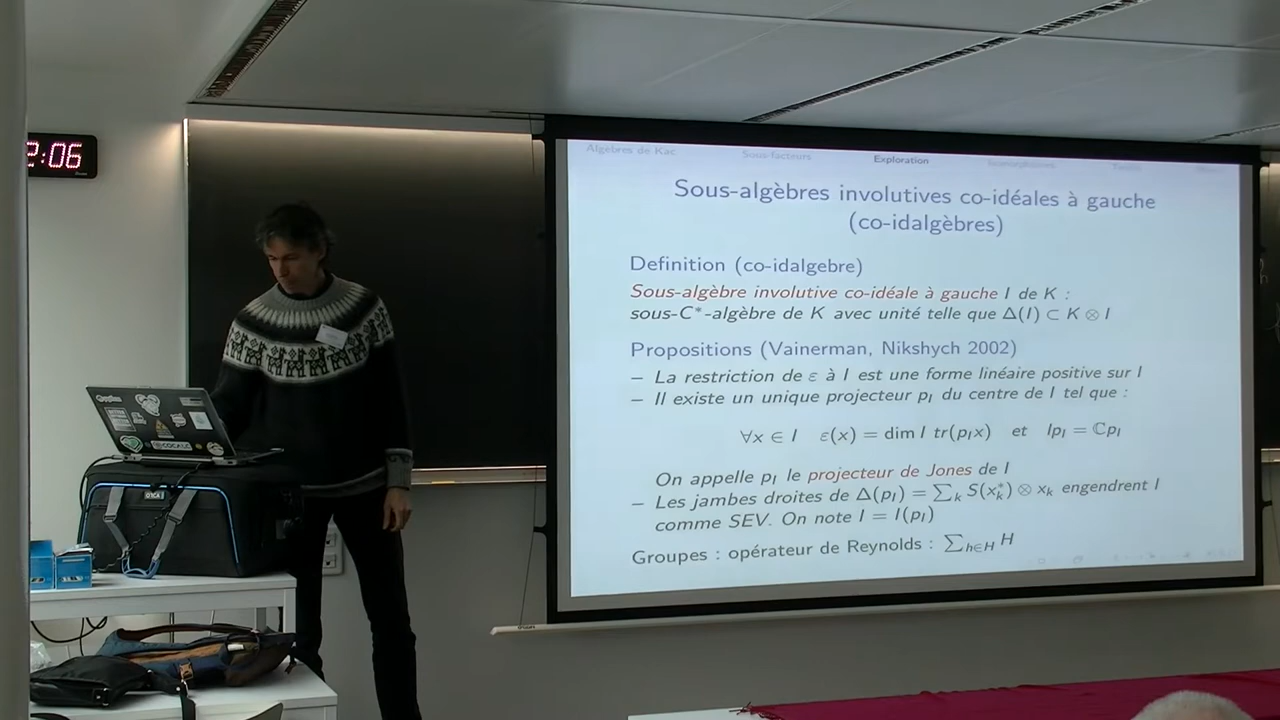 2:06
Algèbres de Kac Sous-facteurs Exploration Isomorphismes
Sous-algèbres involutives co-idéales à gauche
(co-idalgèbres)
Definition (co-idalgebre)
Sous-algèbre involutive co-idéale à gauche I de K :
sous-C*-algèbre de K avec unité telle que Δ(I) ⊂ K ⊗ I
Propositions (Vainerman, Nikshych 2002)
– La restriction de ε à I est une forme linéaire positive sur I
– Il existe un unique projecteur p_I du centre de I tel que :
∀x ∈ I ε(x) = dim I tr(p_I x) et Ip_I = ℂp_I
On appelle p_I le projecteur de Jones de I
– Les jambes droites de Δ(p_I) = ∑_k S(x_k^*) ⊗ x_k engendrent I
comme SEV. On note I = I(p_I)
Groupes : opérateur de Reynolds : ∑_{h∈H} H